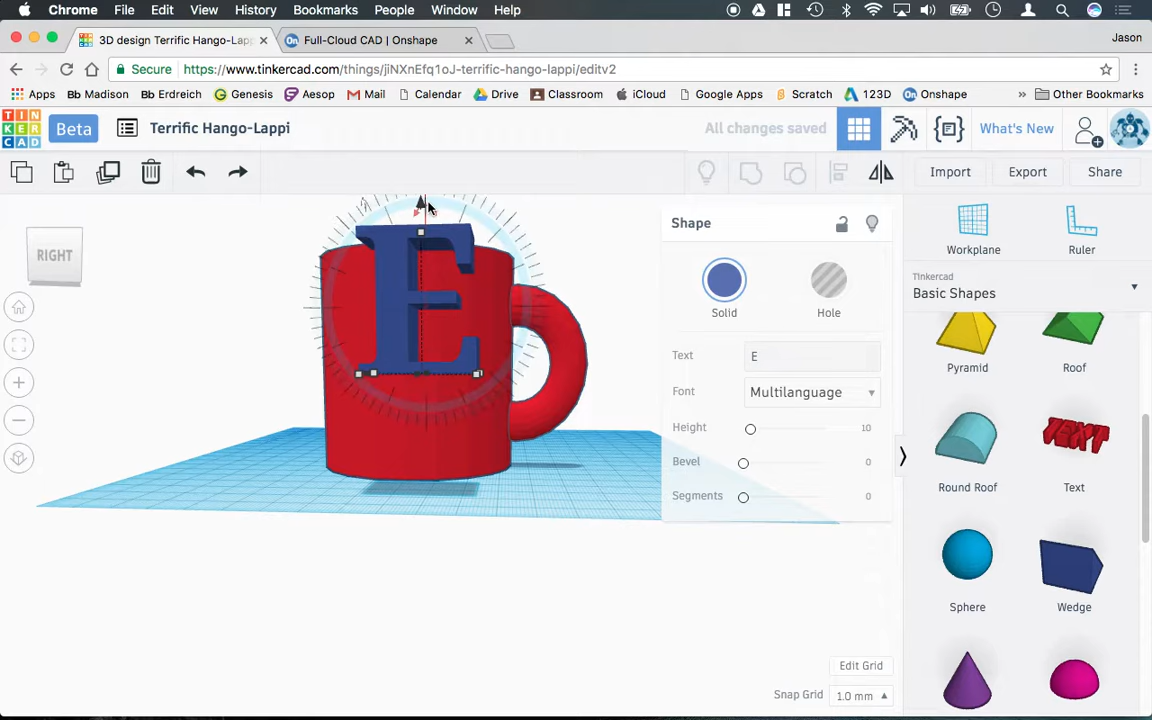 Chrome File Edit View History Bookmarks People Window Help
3D design Terrific Hango-Lapp
Full-Cloud CAD | Onshape
Jason
Secure https://www.tinkercad.com/things/jiNXnEfq1oJ-terrific-hango-lappi/editv2
Apps Bb Madison Bb Erdreich Genesis Aesop Mail Calendar Drive Classroom iCloud Google Apps Scratch 123D Onshape » Other Bookmarks
TIN
KER
CAD
Beta
Terrific Hango-Lappi
All changes saved
What's New
Import Export Share
RIGHT
E
Shape
Solid
Hole
Text E
Font Multilanguage
Height 10
Bevel 0
Segments 0
Edit Grid
Snap Grid 1.0 mm
Workplane
Ruler
Tinkercad
Basic Shapes
Pyramid
Roof
TEXT
Round Roof
Text
Sphere
Wedge